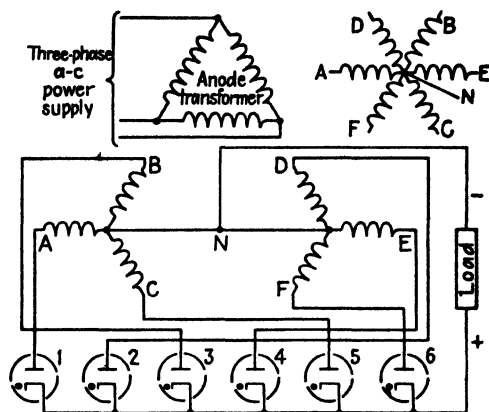 Three-phase
a-c
power
supply
Anode
transformer
D
B
A
E
N
F
C
B
D
A
N
E
C
F
-
Load
+
1
2
3
4
5
6